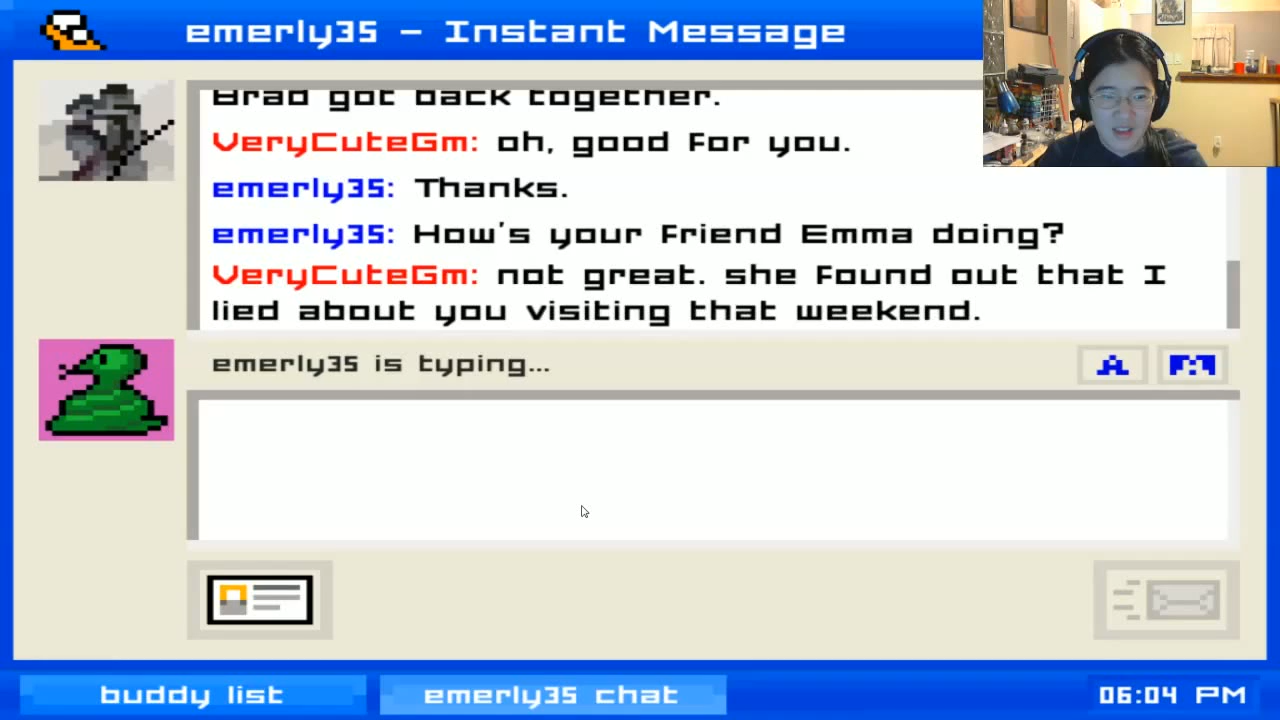 emerly35 - Instant Message
Brad got back together.
VeryCuteGm: oh, good for you.
emerly35: Thanks.
emerly35: How's your friend Emma doing?
VeryCuteGm: not great. she found out that I
lied about you visiting that weekend.
emerly35 is typing...
buddy list
emerly35 chat
06:04 PM